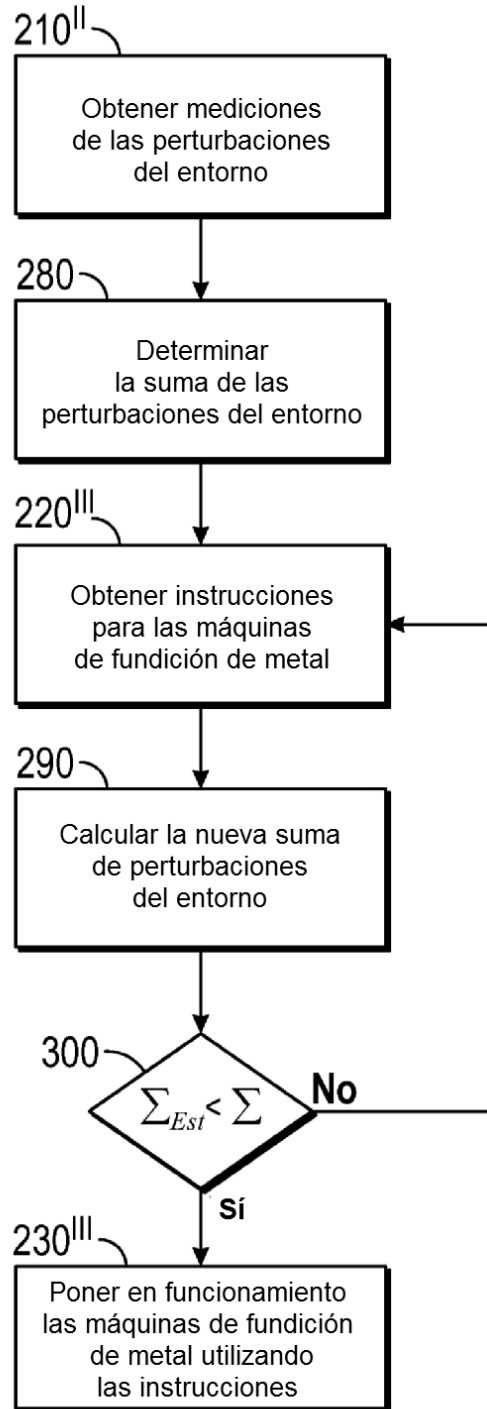 210II
Obtener mediciones
de las perturbaciones
del entorno
280
Determinar
la suma de las
perturbaciones del entorno
220III
Obtener instrucciones
para las máquinas
de fundición de metal
290
Calcular la nueva suma
de perturbaciones
del entorno
300
∑Est < ∑
No
Sí
230III
Poner en funcionamiento
las máquinas de fundición
de metal utilizando
las instrucciones